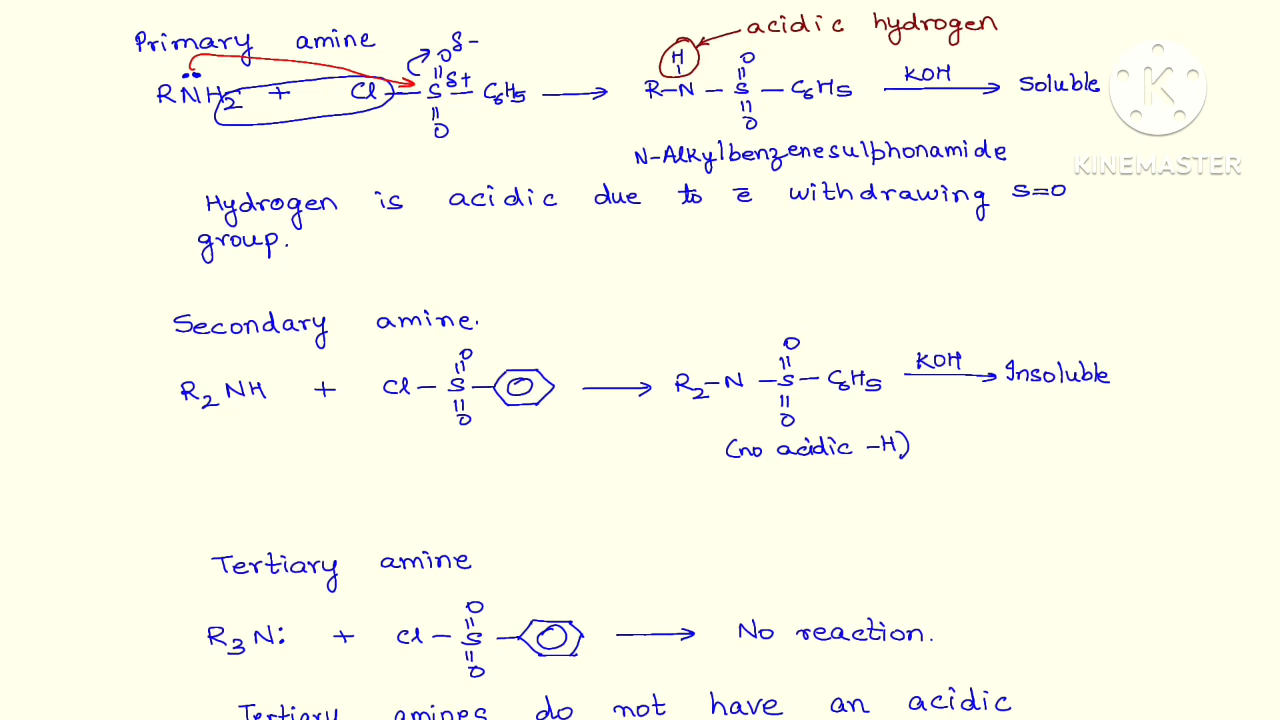 acidic hydrogen
Primary amine
RNH2 + Cl–S(=O)(=O)–C6H5 → R–N(H)–S(=O)(=O)–C6H5 KOH → Soluble
δ-
δ+
N-Alkylbenzenesulphonamide
KINEMASTER
Hydrogen is acidic due to ē withdrawing S=O
group.
Secondary amine.
R2NH + Cl–S(=O)(=O)– → R2–N–S(=O)(=O)–C6H5 KOH → Insoluble
(no acidic –H)
Tertiary amine
R3N: + Cl–S(=O)(=O)– → No reaction.
Tertiary amines do not have an acidic